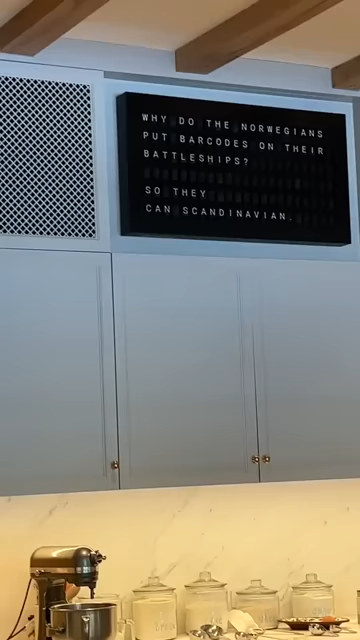 WHY DO THE NORWEGIANS
PUT BARCODES ON THEIR
BATTLESHIPS?
SO THEY
CAN SCANDINAVIAN.